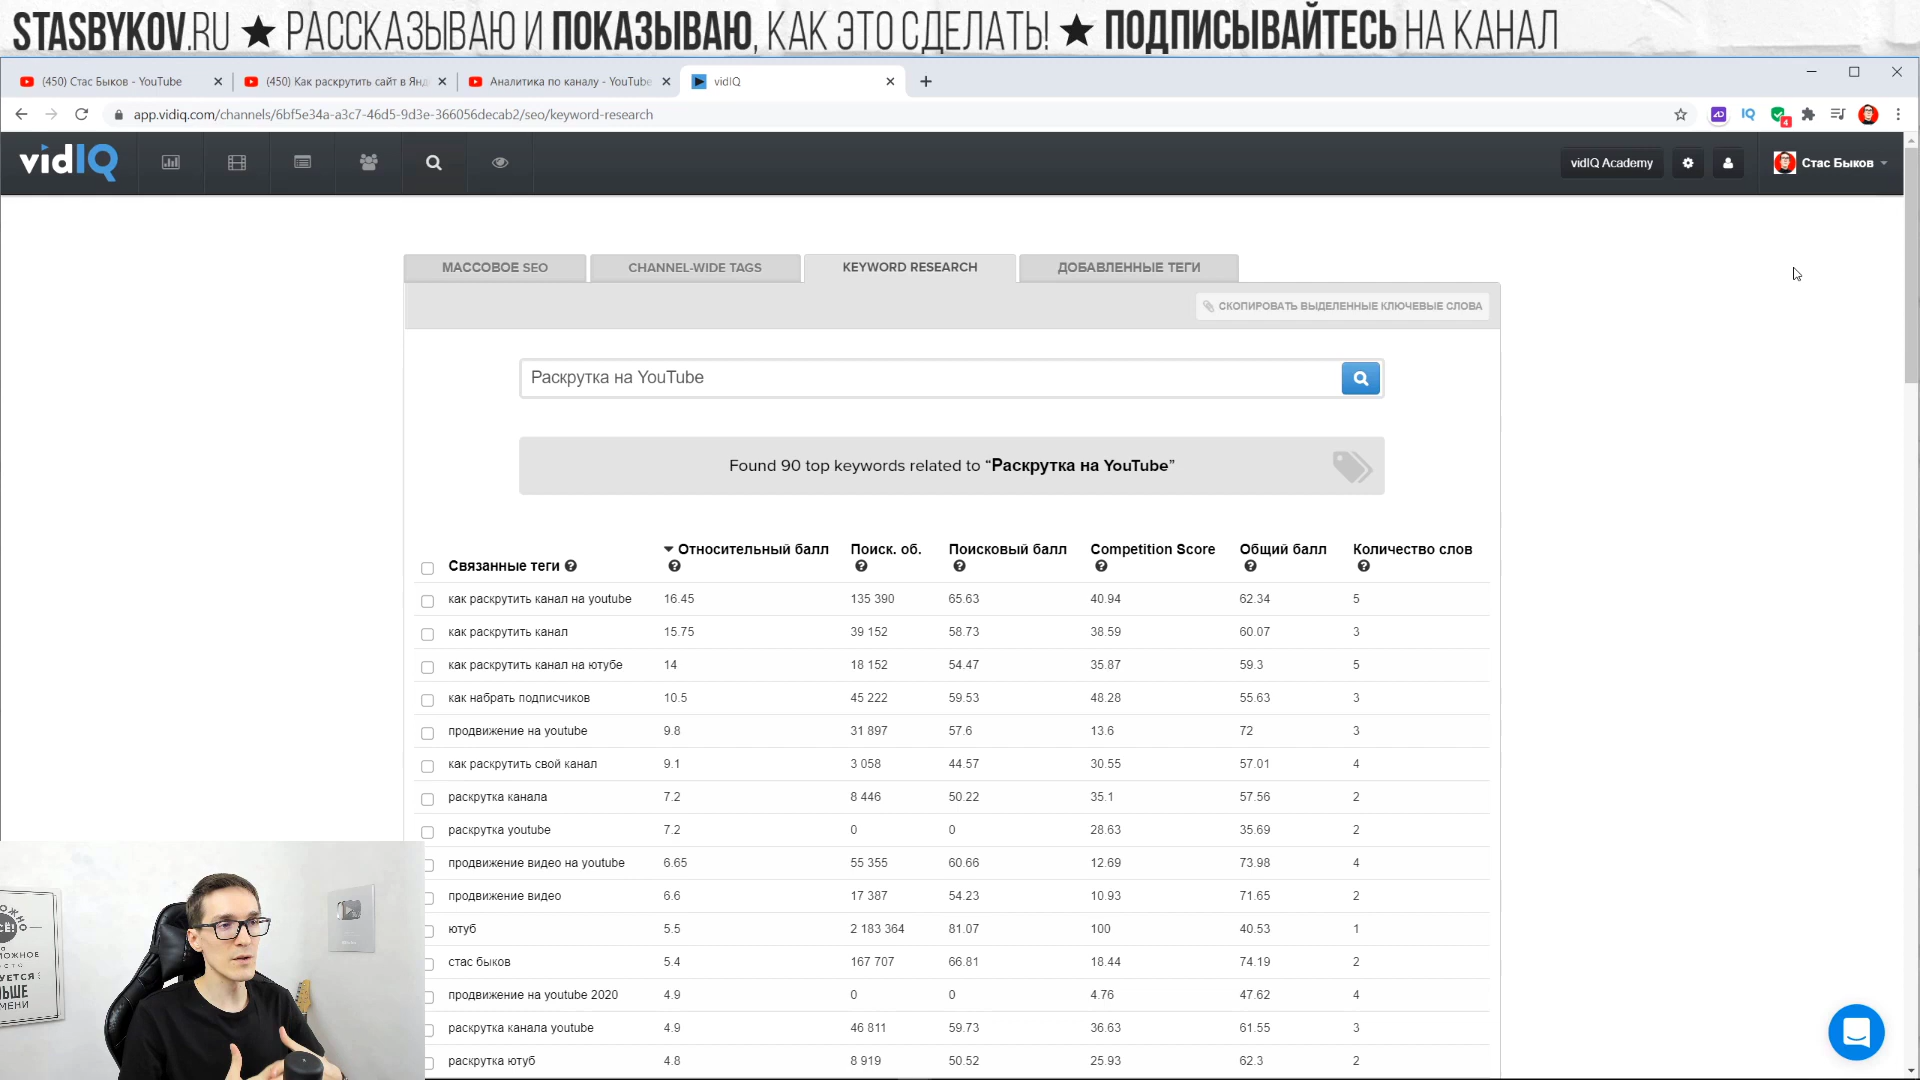 STASBYKOV.RU ★ РАССКАЗЫВАЮ И ПОКАЗЫВАЮ, КАК ЭТО СДЕЛАТЬ! ★ ПОДПИСЫВАЙТЕСЬ НА КАНАЛ
(450) Стас Быков - YouTube
(450) Как раскрутить сайт в Янд
Аналитика по каналу - YouTube
vidIQ
app.vidiq.com/channels/6bf5e34a-a3c7-46d5-9d3e-366056decab2/seo/keyword-research
IQ
4
vidIQ
vidIQ Academy
Стас Быков
МАССОВОЕ SEO
CHANNEL-WIDE TAGS
KEYWORD RESEARCH
ДОБАВЛЕННЫЕ ТЕГИ
СКОПИРОВАТЬ ВЫДЕЛЕННЫЕ КЛЮЧЕВЫЕ СЛОВА
Раскрутка на YouTube
Found 90 top keywords related to “Раскрутка на YouTube”
Связанные теги Относительный балл Поиск. об. Поисковый балл Competition Score Общий балл Количество слов
как раскрутить канал на youtube 16.45 135 390 65.63 40.94 62.34 5
как раскрутить канал 15.75 39 152 58.73 38.59 60.07 3
как раскрутить канал на ютубе 14 18 152 54.47 35.87 59.3 5
как набрать подписчиков 10.5 45 222 59.53 48.28 55.63 3
продвижение на youtube 9.8 31 897 57.6 13.6 72 3
как раскрутить свой канал 9.1 3 058 44.57 30.55 57.01 4
раскрутка канала 7.2 8 446 50.22 35.1 57.56 2
раскрутка youtube 7.2 0 0 28.63 35.69 2
продвижение видео на youtube 6.65 55 355 60.66 12.69 73.98 4
продвижение видео 6.6 17 387 54.23 10.93 71.65 2
ютуб 5.5 2 183 364 81.07 100 40.53 1
стас быков 5.4 167 707 66.81 18.44 74.19 2
продвижение на youtube 2020 4.9 0 0 4.76 47.62 4
раскрутка канала youtube 4.9 46 811 59.73 36.63 61.55 3
раскрутка ютуб 4.8 8 919 50.52 25.93 62.3 2